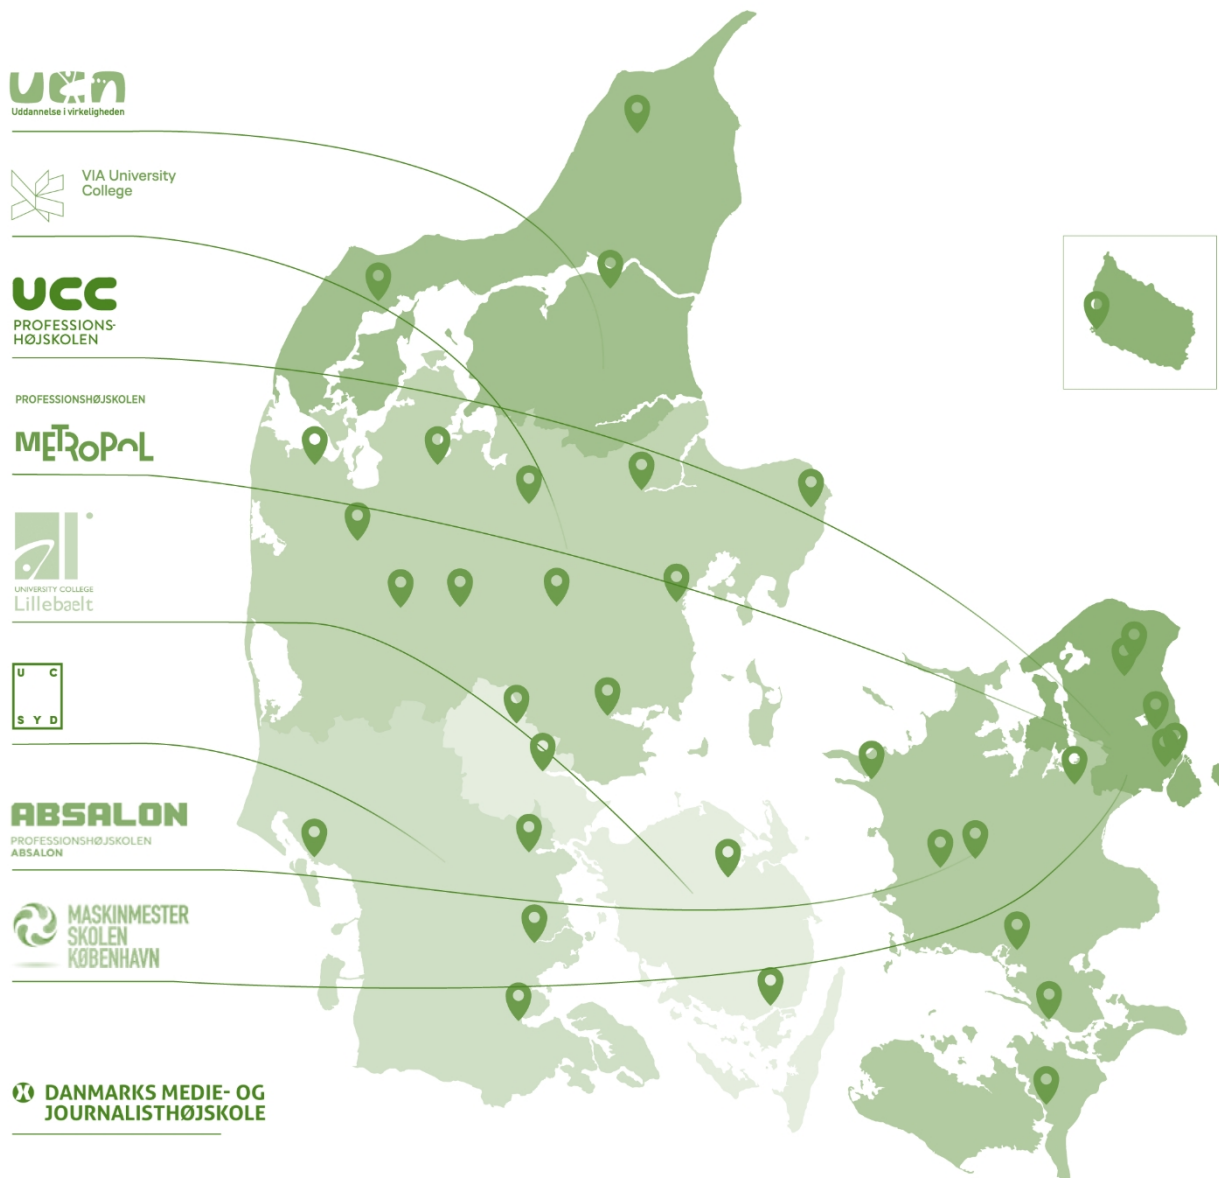 ucn
Uddannelse i virkeligheden
VIA University
College
UCC
PROFESSIONS-
HØJSKOLEN
PROFESSIONSHØJSKOLEN
METROPOL
UNIVERSITY COLLEGE
Lillebaelt
U C
S Y D
ABSALON
PROFESSIONSHØJSKOLEN
ABSALON
MASKINMESTER
SKOLEN
KØBENHAVN
DANMARKS MEDIE- OG
JOURNALISTHØJSKOLE